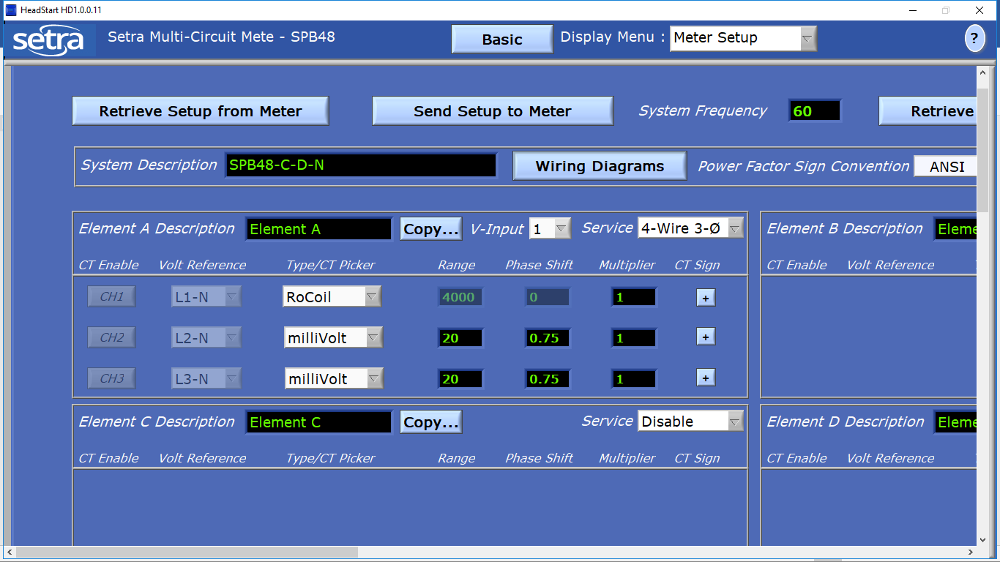 HeadStart HD1.0.0.11
setra Setra Multi-Circuit Mete - SPB48 Basic Display Menu : Meter Setup ?
Retrieve Setup from Meter Send Setup to Meter System Frequency 60 Retrieve
System Description SPB48-C-D-N Wiring Diagrams Power Factor Sign Convention ANSI
Element A Description Element A Copy... V-Input 1 Service 4-Wire 3-Ø Element B Description Eleme
CT Enable Volt Reference Type/CT Picker Range Phase Shift Multiplier CT Sign CT Enable Volt Reference
CH1 L1-N RoCoil 4000 0 1 +
CH2 L2-N milliVolt 20 0.75 1 +
CH3 L3-N milliVolt 20 0.75 1 +
Element C Description Element C Copy... Service Disable Element D Description Eleme
CT Enable Volt Reference Type/CT Picker Range Phase Shift Multiplier CT Sign CT Enable Volt Reference